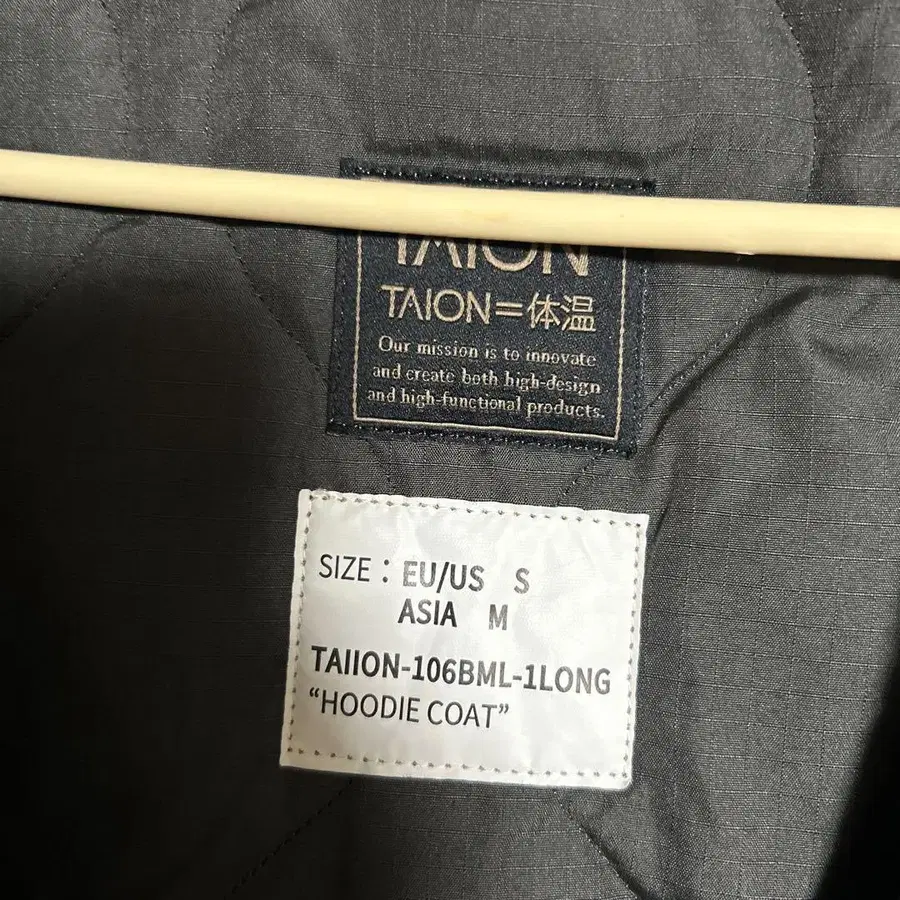 TAION
TAION=体温
Our mission is to innovate
and create both high-design
and high-functional products.
SIZE : EU/US S
ASIA M
TAIION-106BML-1LONG
“HOODIE COAT”